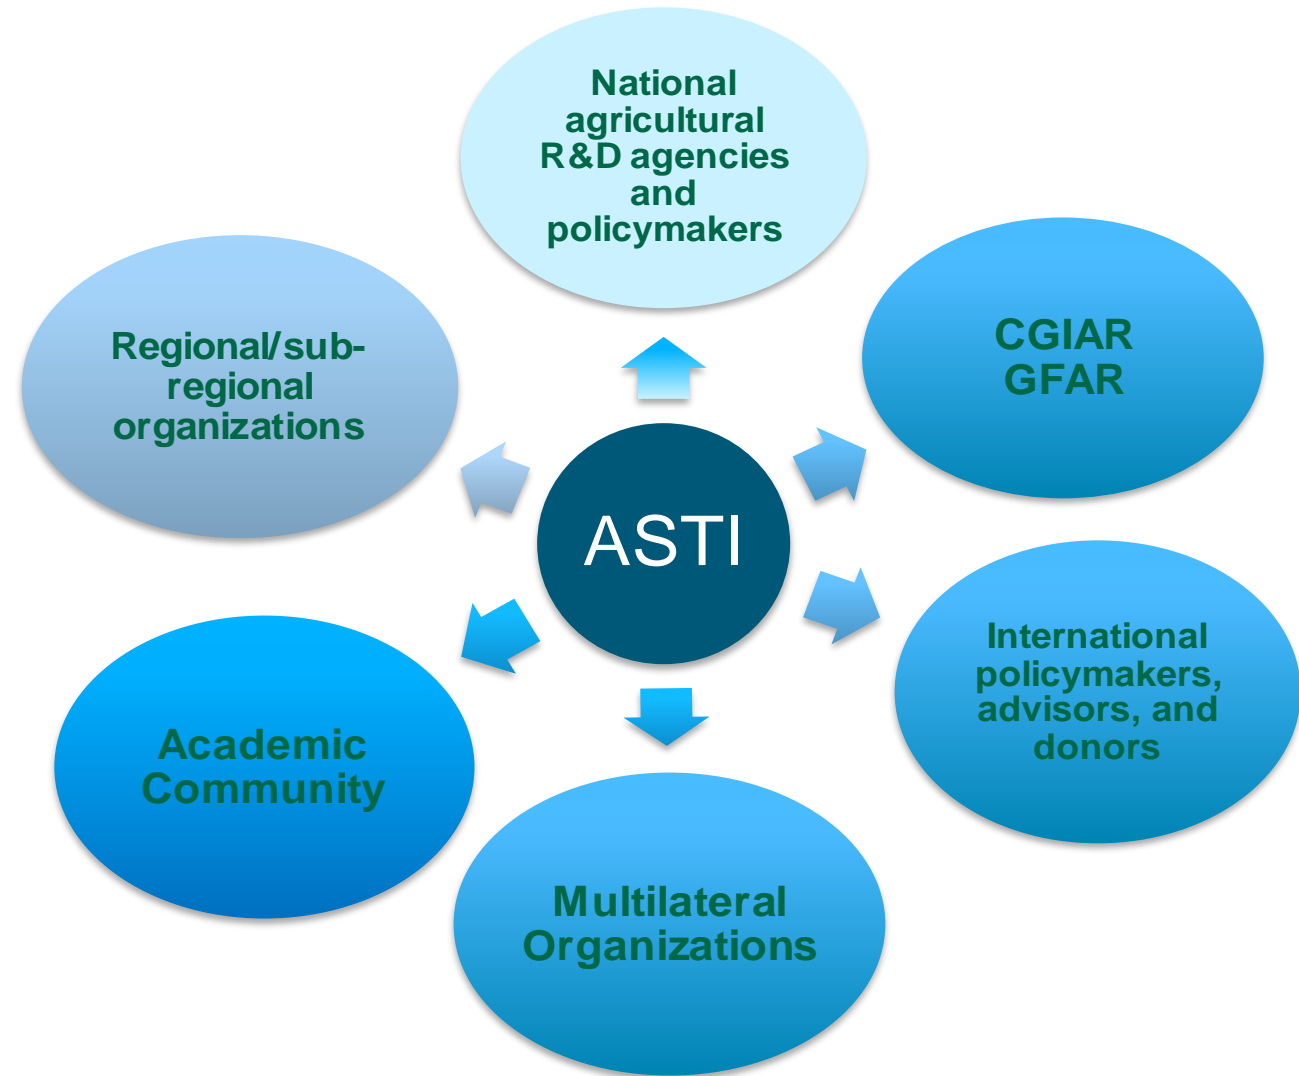 National
agricultural
R&D agencies
and
policymakers
CGIAR
GFAR
Regional/sub-
regional
organizations
ASTI
International
policymakers,
advisors, and
donors
Academic
Community
Multilateral
Organizations